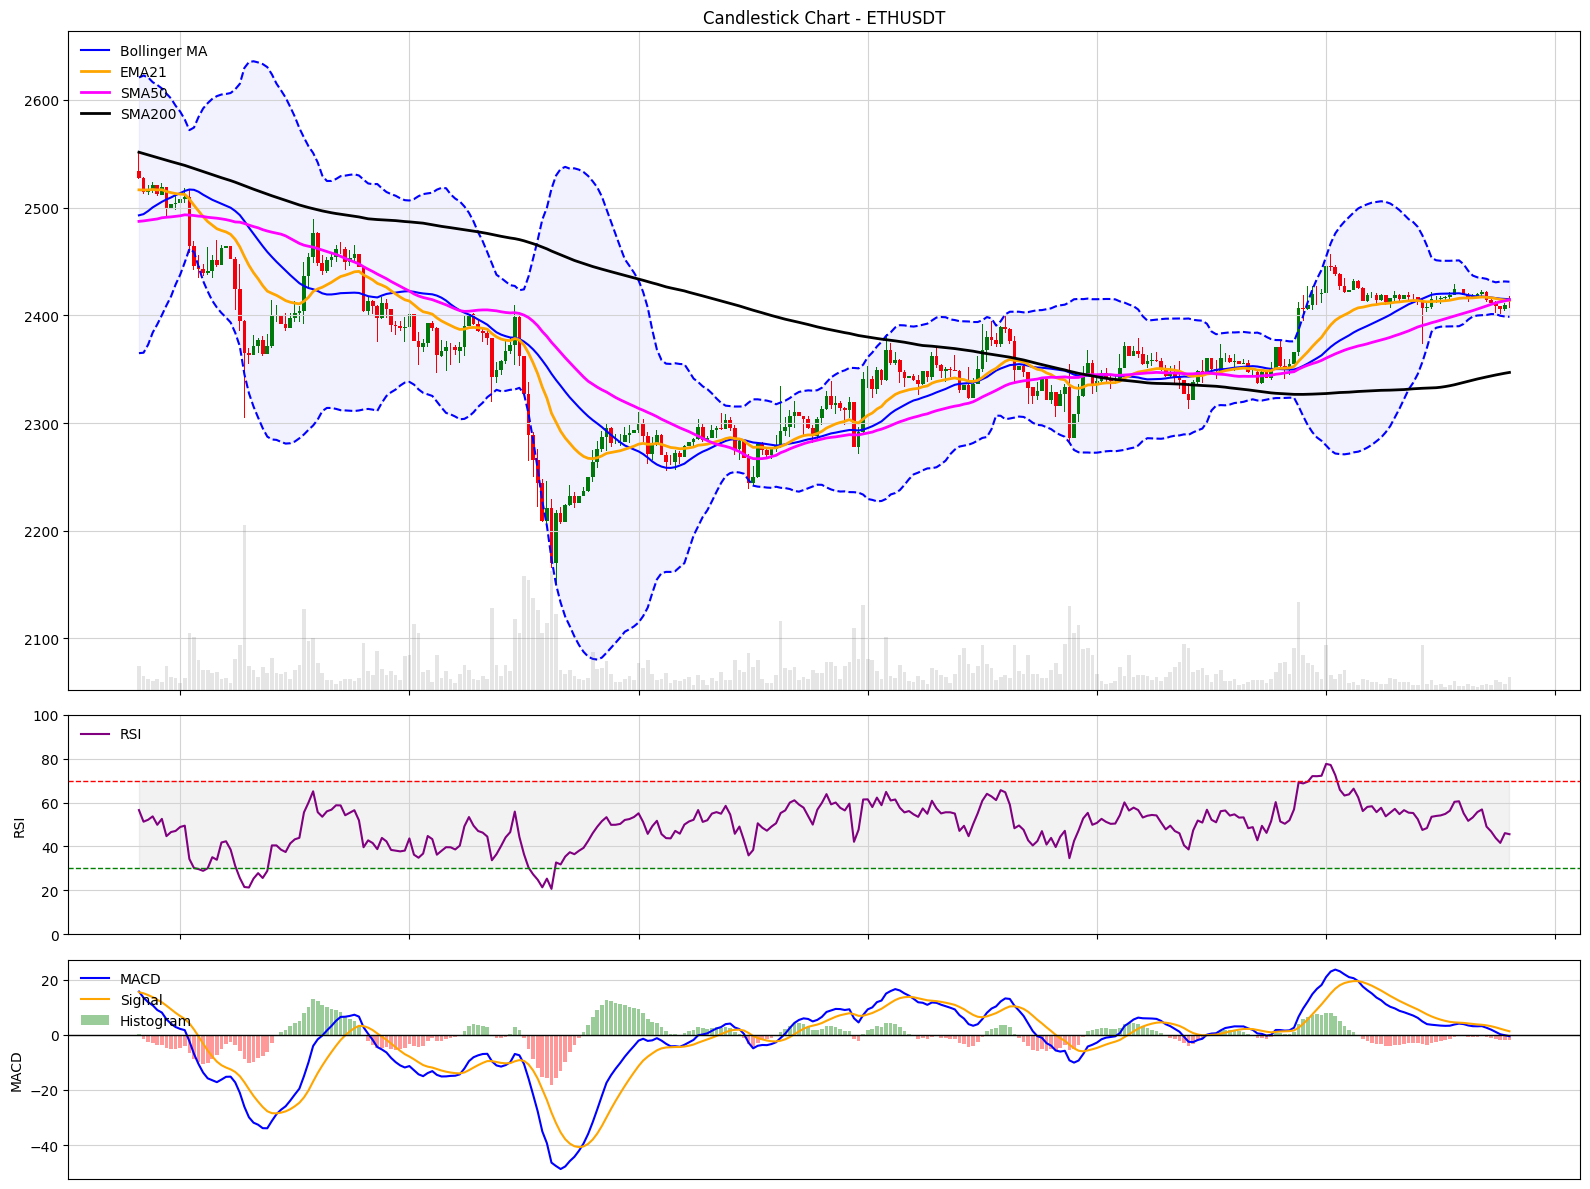 Candlestick Chart - ETHUSDT
Bollinger MA
EMA21
SMA50
SMA200
2600
2500
2400
2300
2200
2100
RSI
100
80
60
40
20
0
RSI
MACD
Signal
Histogram
20
0
−20
−40
MACD